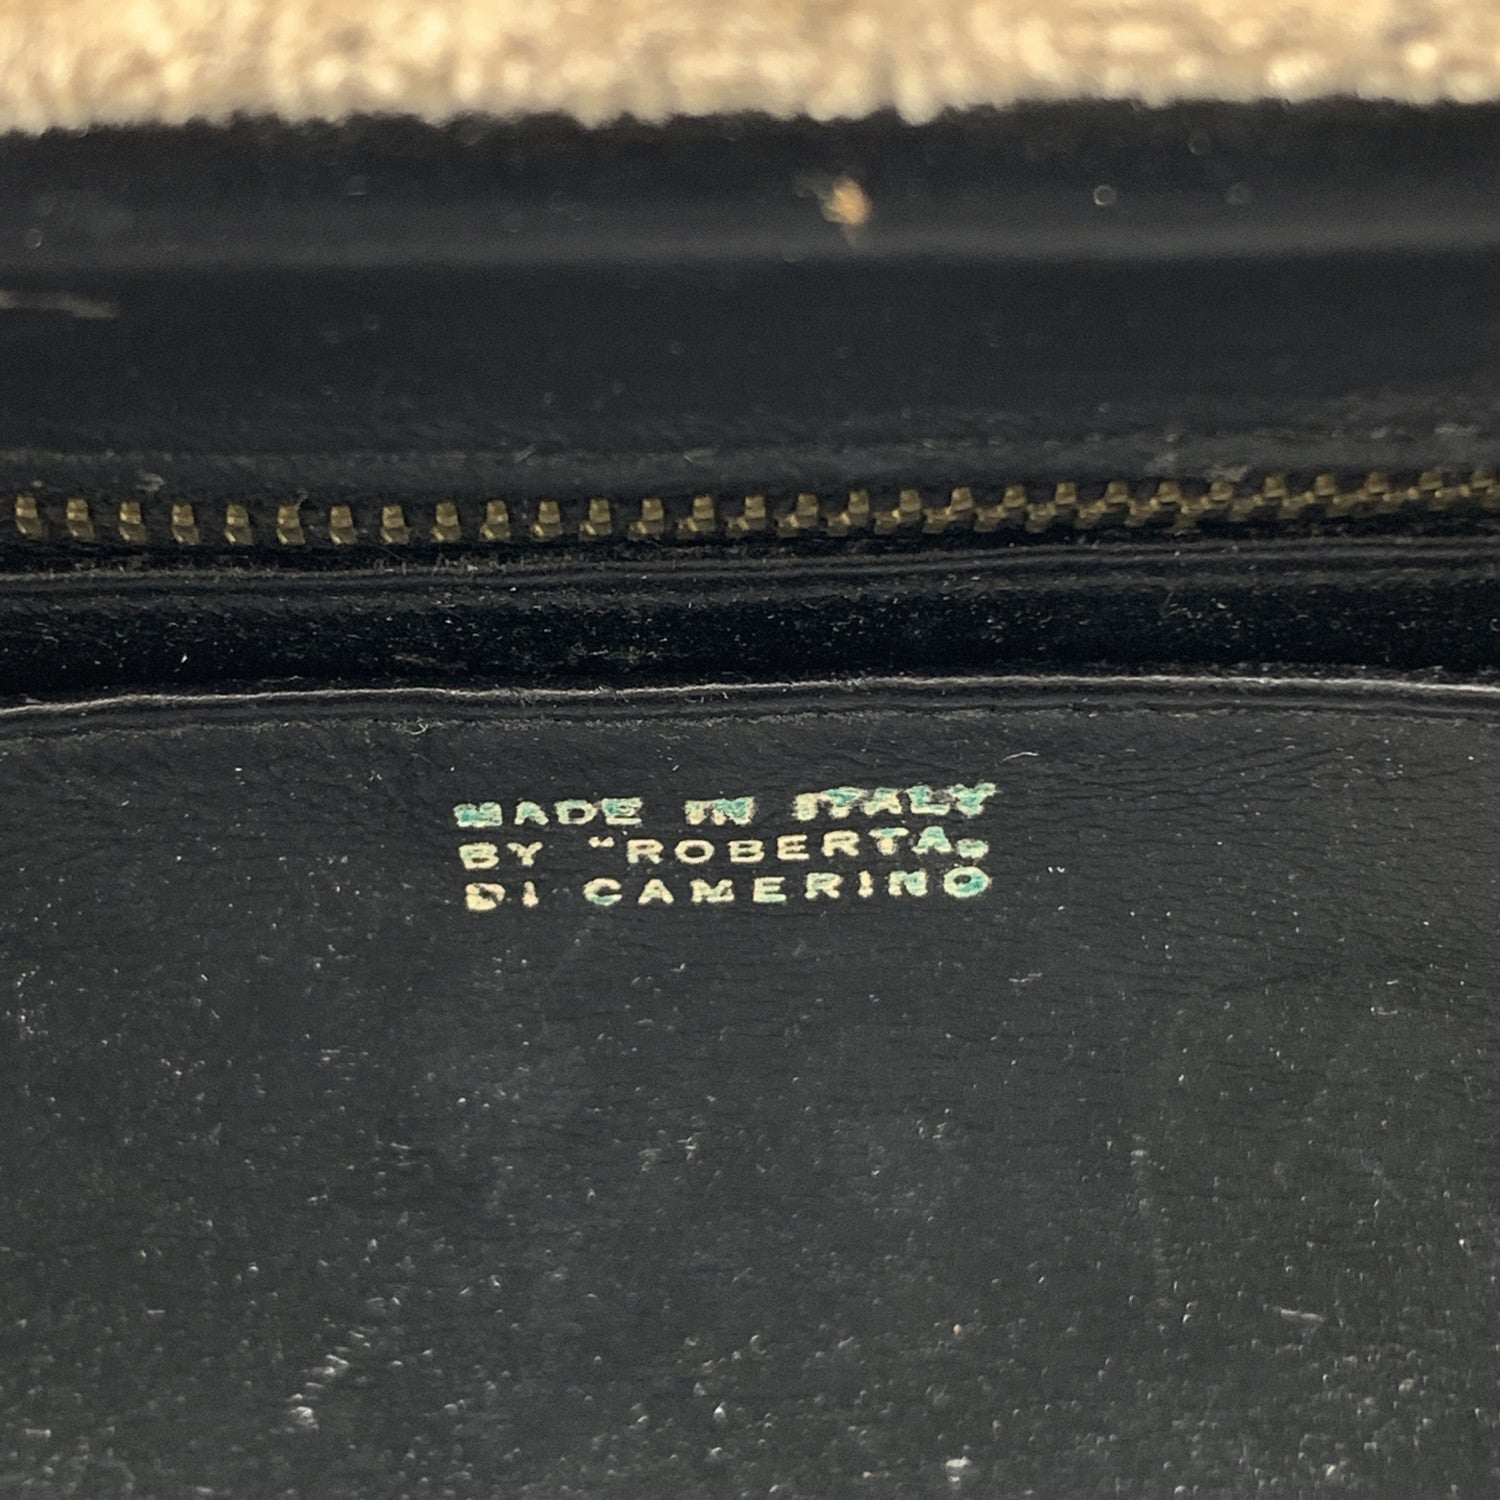 MADE IN ITALY
BY "ROBERTA„
DI CAMERINO